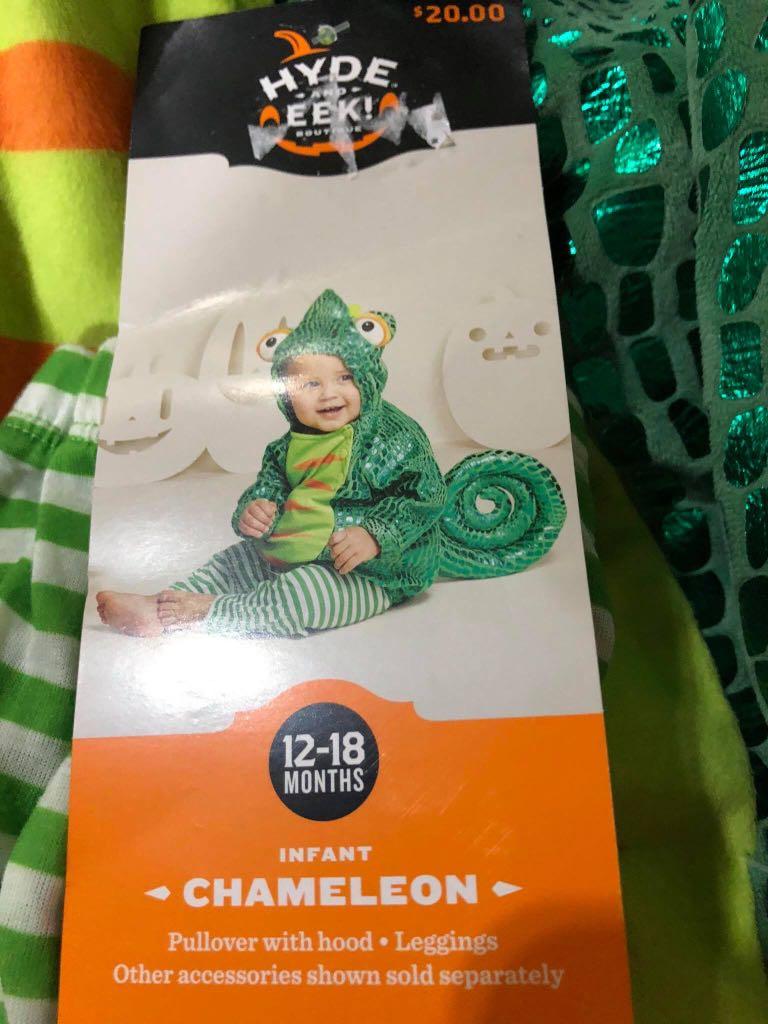 $20.00
HYDE
AND
EEK!
BOUTIQUE
12-18
MONTHS
INFANT
CHAMELEON
Pullover with hood • Leggings
Other accessories shown sold separately